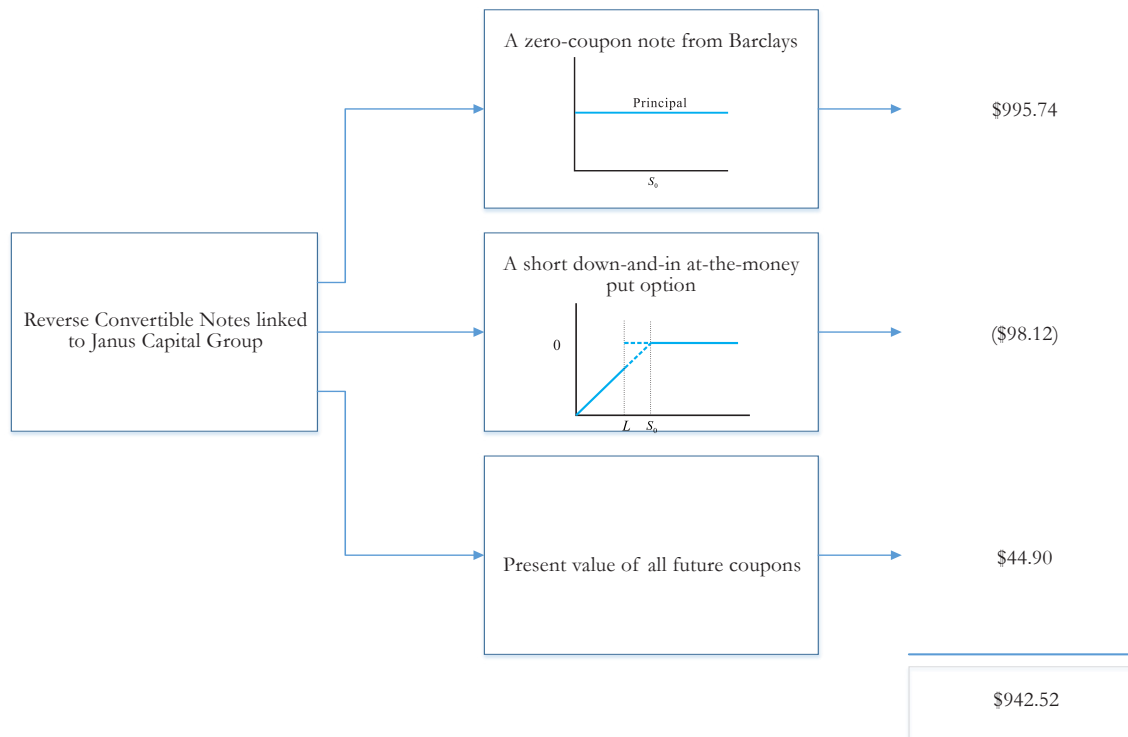 A zero-coupon note from Barclays
Principal
S₀
$995.74
Reverse Convertible Notes linked
to Janus Capital Group
A short down-and-in at-the-money
put option
0
L S₀
($98.12)
Present value of all future coupons
$44.90
$942.52